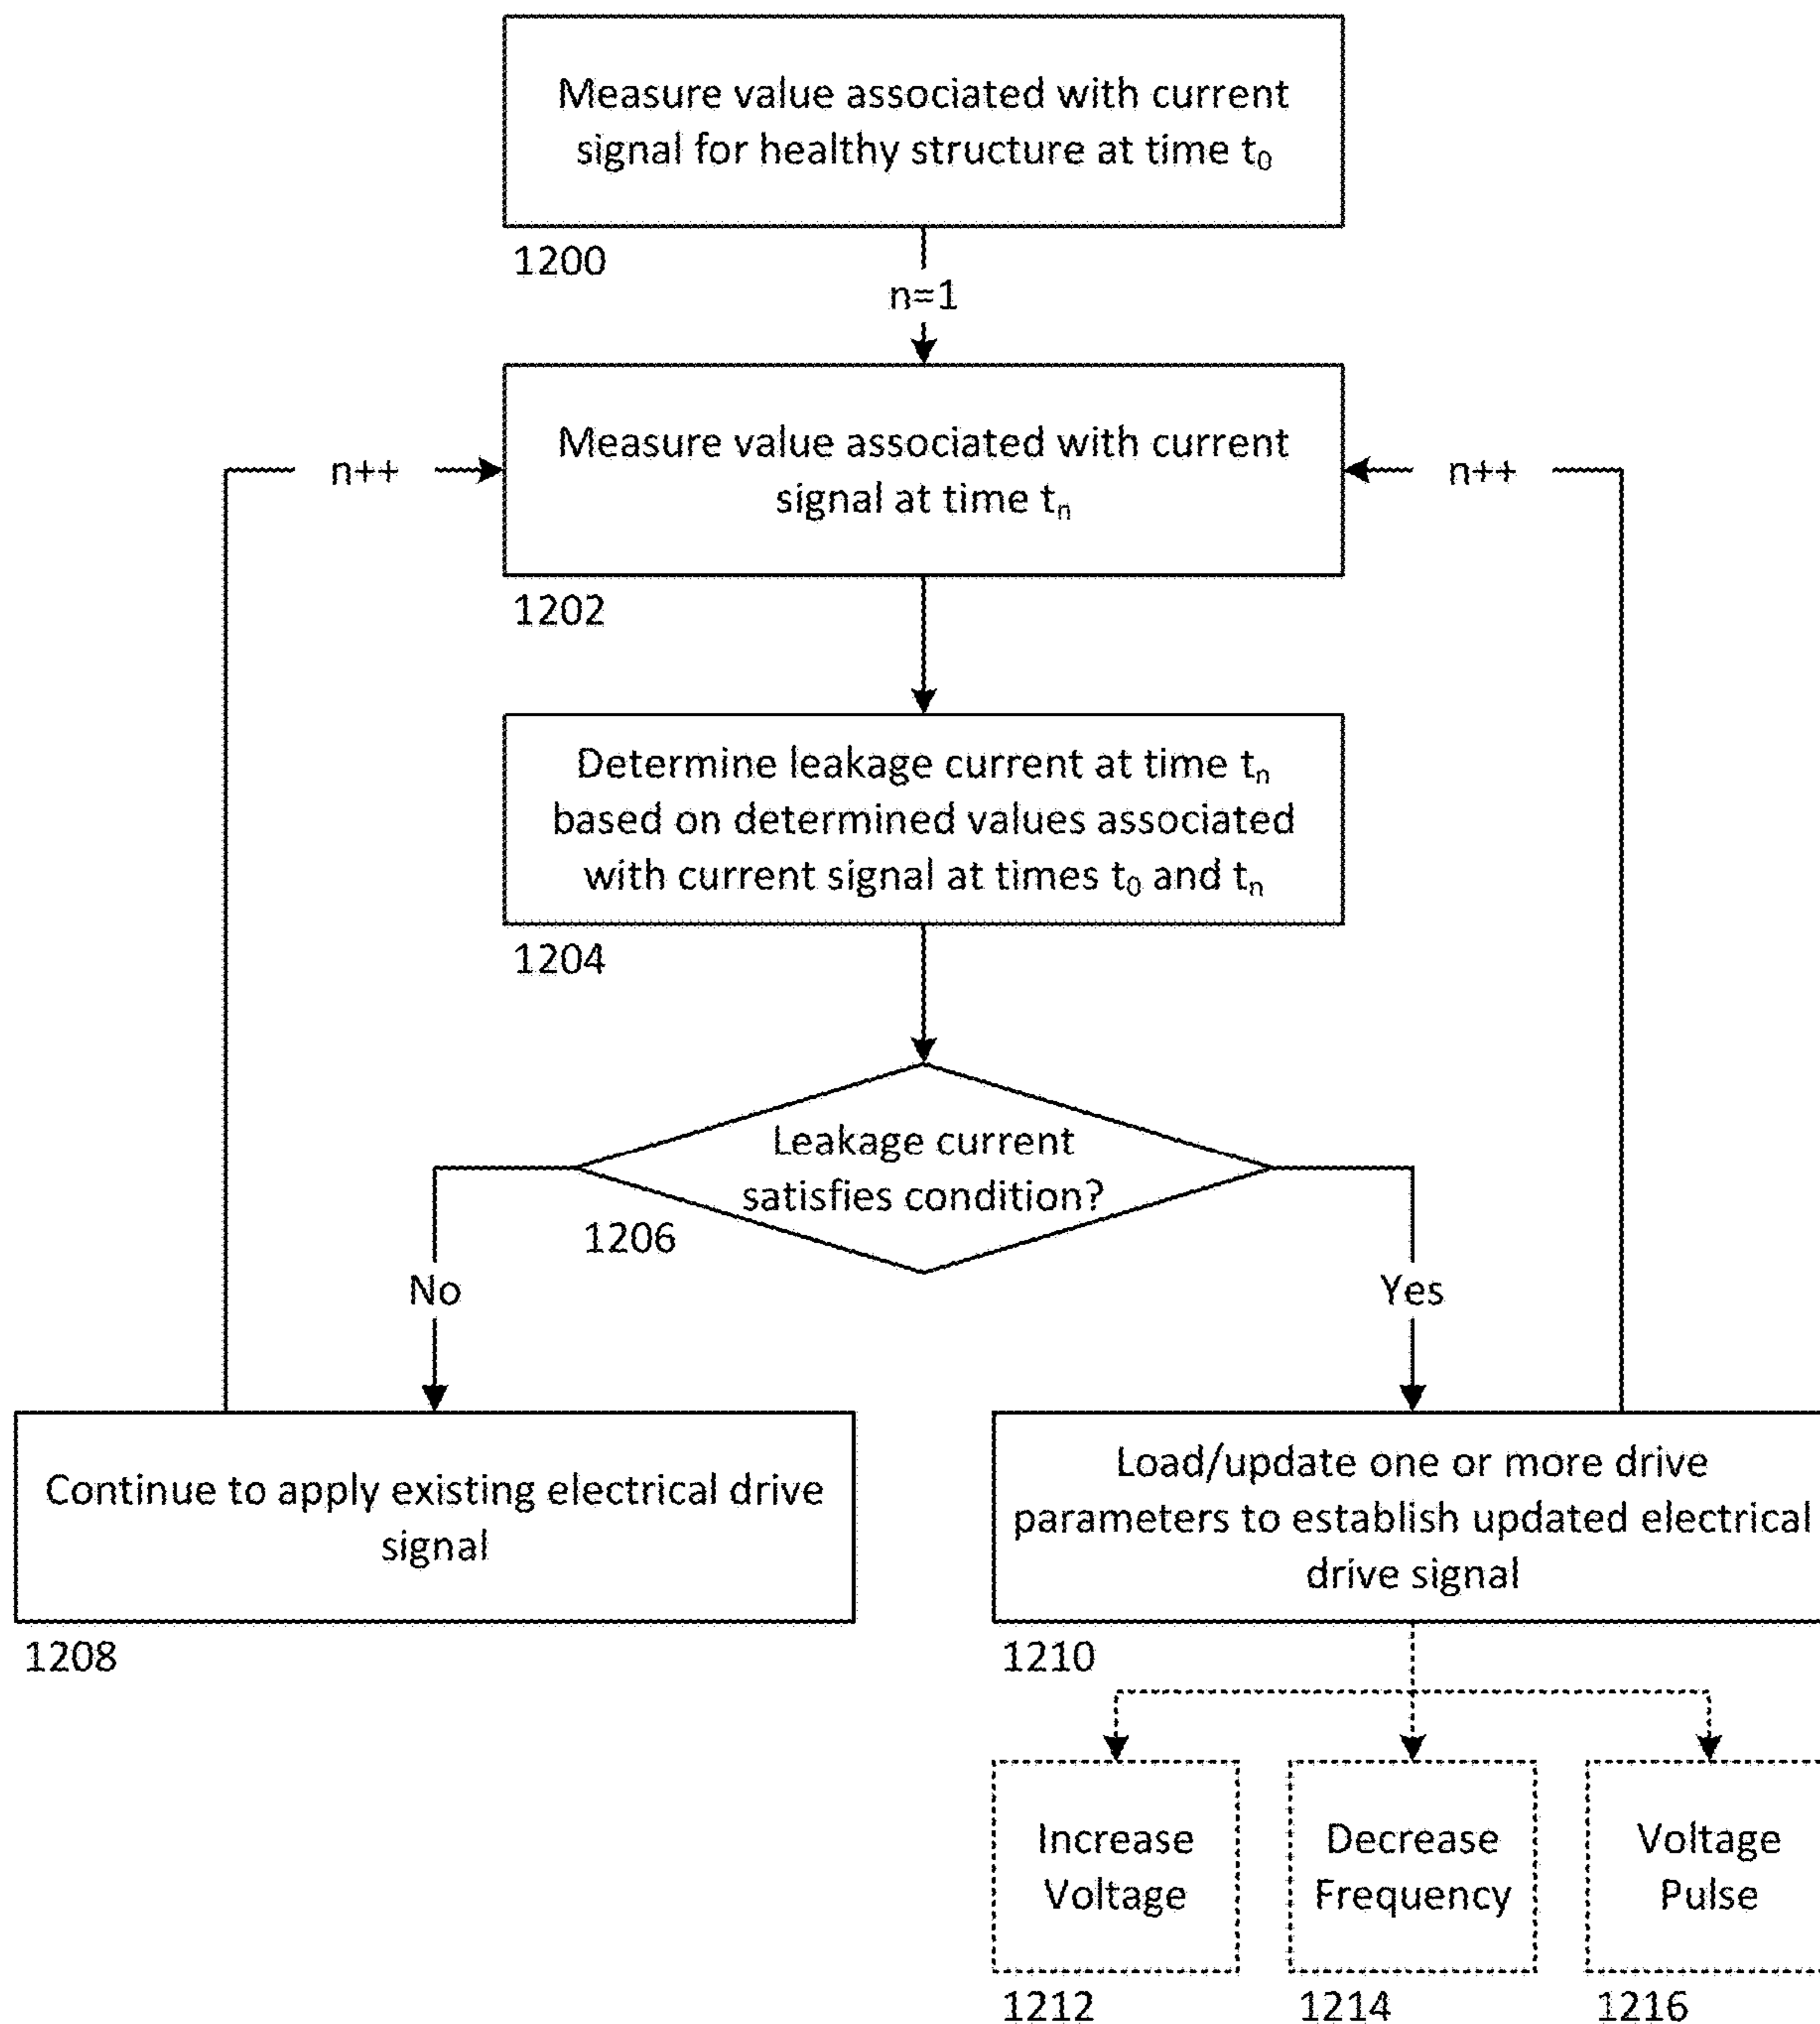 Measure value associated with current
signal for healthy structure at time t₀
1200
n=1
Measure value associated with current
signal at time tₙ
n++
n++
1202
Determine leakage current at time tₙ
based on determined values associated
with current signal at times t₀ and tₙ
1204
Leakage current
satisfies condition?
1206
No
Yes
Continue to apply existing electrical drive
signal
1208
Load/update one or more drive
parameters to establish updated electrical
drive signal
1210
Increase
Voltage
1212
Decrease
Frequency
1214
Voltage
Pulse
1216